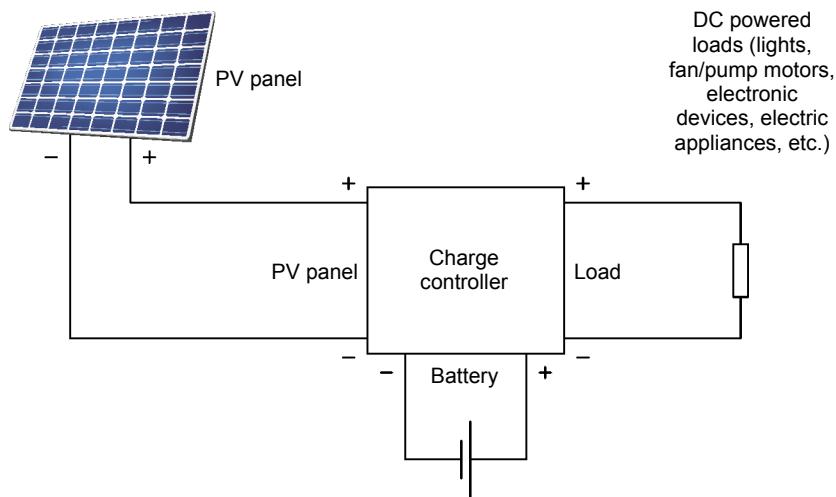 DC powered
loads (lights,
fan/pump motors,
electronic
devices, electric
appliances, etc.)
PV panel
− +
+ +
PV panel
Charge
controller
Load
− −
− Battery +